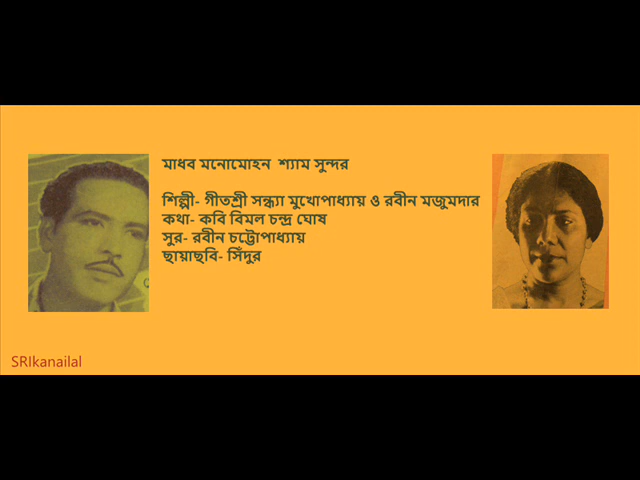 মাধব মনোমোহন শ্যাম সুন্দর
শিল্পী- গীতশ্রী সন্ধ্যা মুখোপাধ্যায় ও রবীন মজুমদার
কথা- কবি বিমল চন্দ্র ঘোষ
সুর- রবীন চট্টোপাধ্যায়
ছায়াছবি- সিঁদুর
SRIkanailal